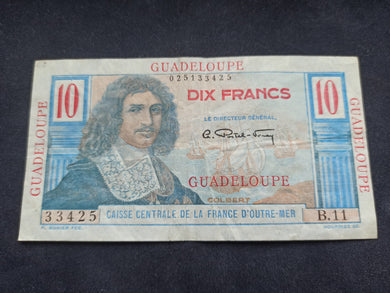 GUADELOUPE
025133425
10
DIX FRANCS
10
LE DIRECTEUR GÉNÉRAL,
GUADELOUPE
GUADELOUPE
GUADELOUPE
COLBERT
33425
CAISSE CENTRALE DE LA FRANCE D'OUTRE-MER
B.11